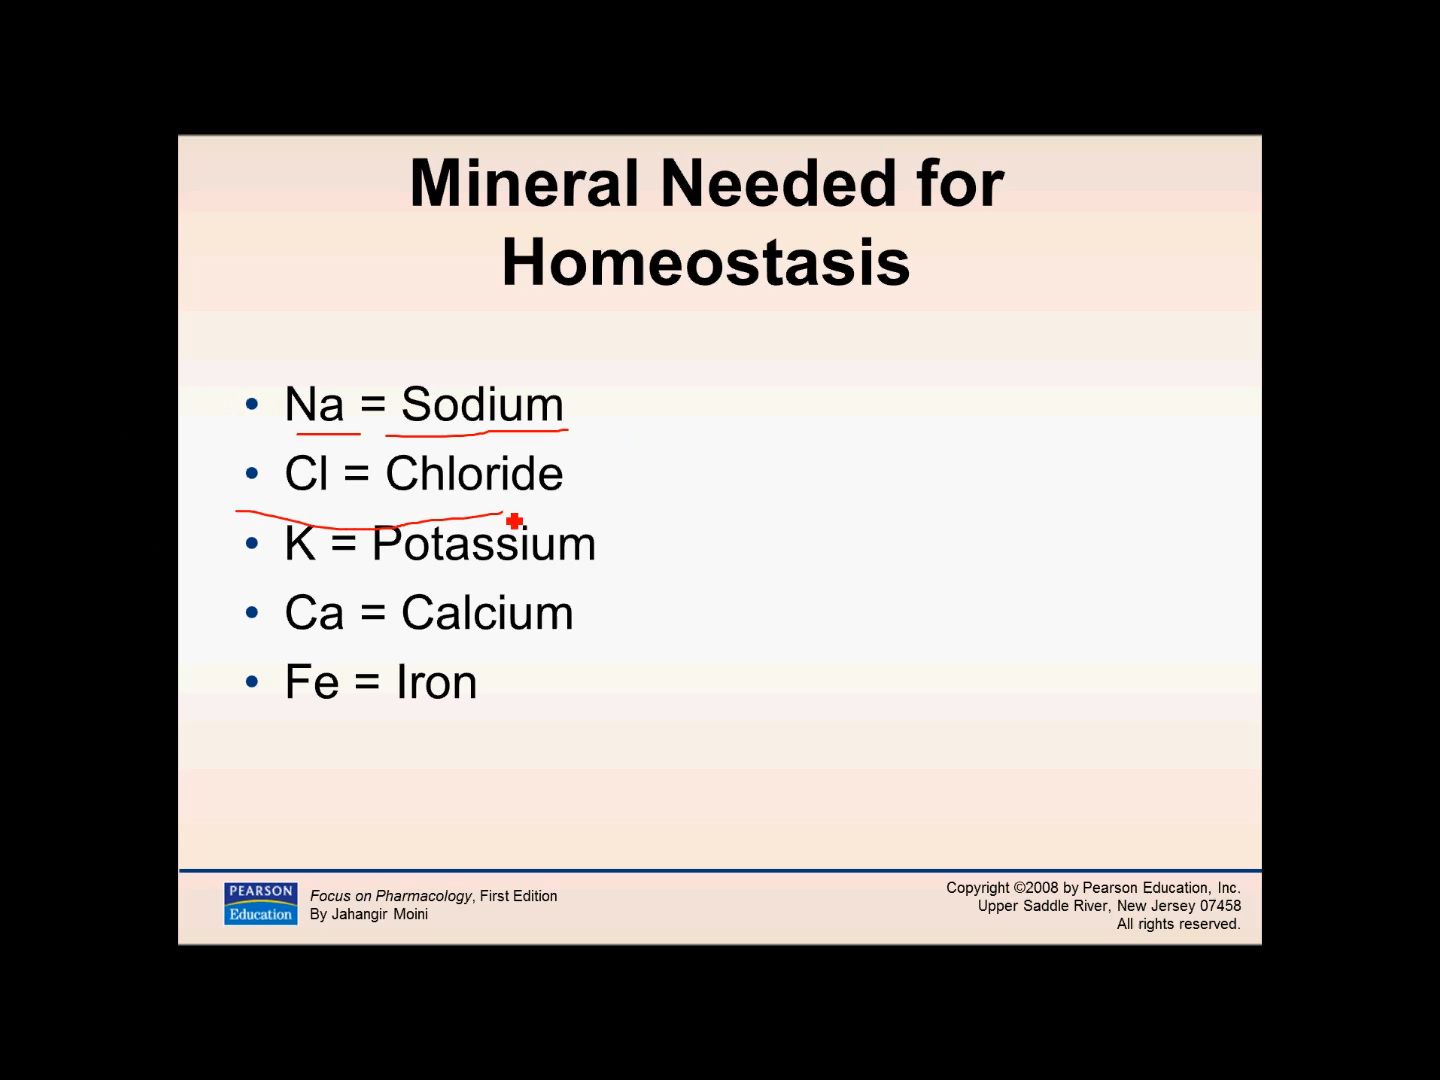 Mineral Needed for
Homeostasis
• Na = Sodium
• Cl = Chloride
• K = Potassium
• Ca = Calcium
• Fe = Iron
PEARSON
Education
Focus on Pharmacology, First Edition
By Jahangir Moini
Copyright ©2008 by Pearson Education, Inc.
Upper Saddle River, New Jersey 07458
All rights reserved.